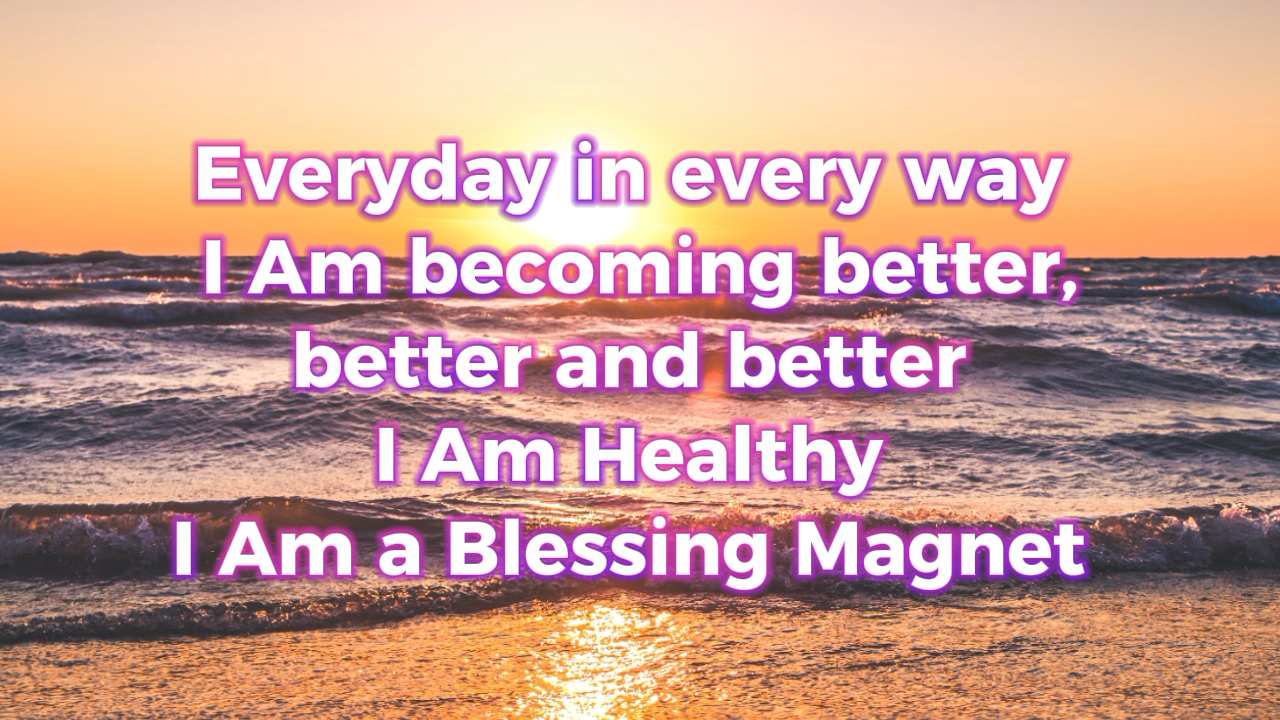 Everyday in every way
I Am becoming better,
better and better
I Am Healthy
I Am a Blessing Magnet